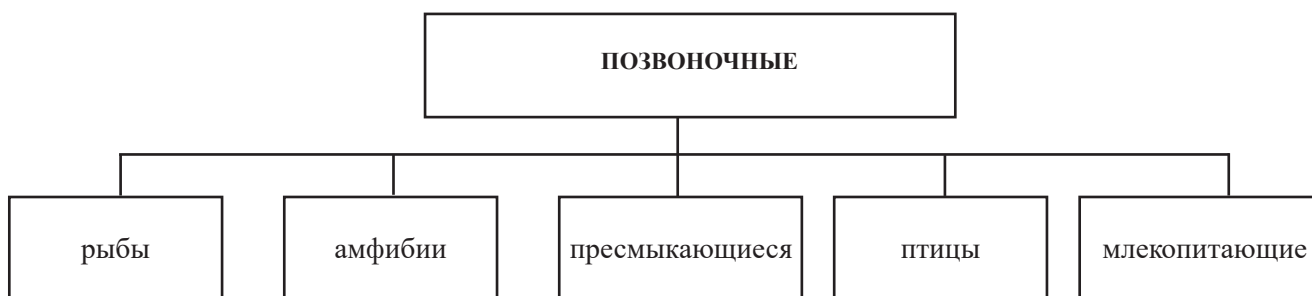 ПОЗВОНОЧНЫЕ
рыбы
амфибии
пресмыкающиеся
птицы
млекопитающие